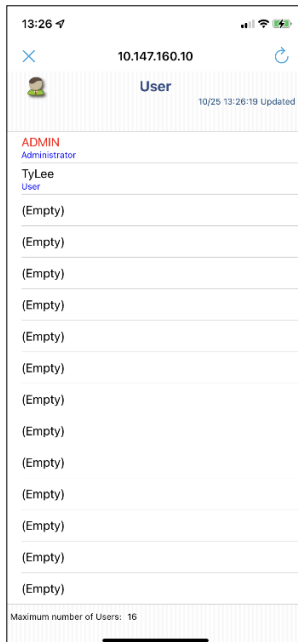 13:26
10.147.160.10
User
10/25 13:26:19 Updated
ADMIN
Administrator
TyLee
User
(Empty)
(Empty)
(Empty)
(Empty)
(Empty)
(Empty)
(Empty)
(Empty)
(Empty)
(Empty)
(Empty)
(Empty)
(Empty)
Maximum number of Users: 16